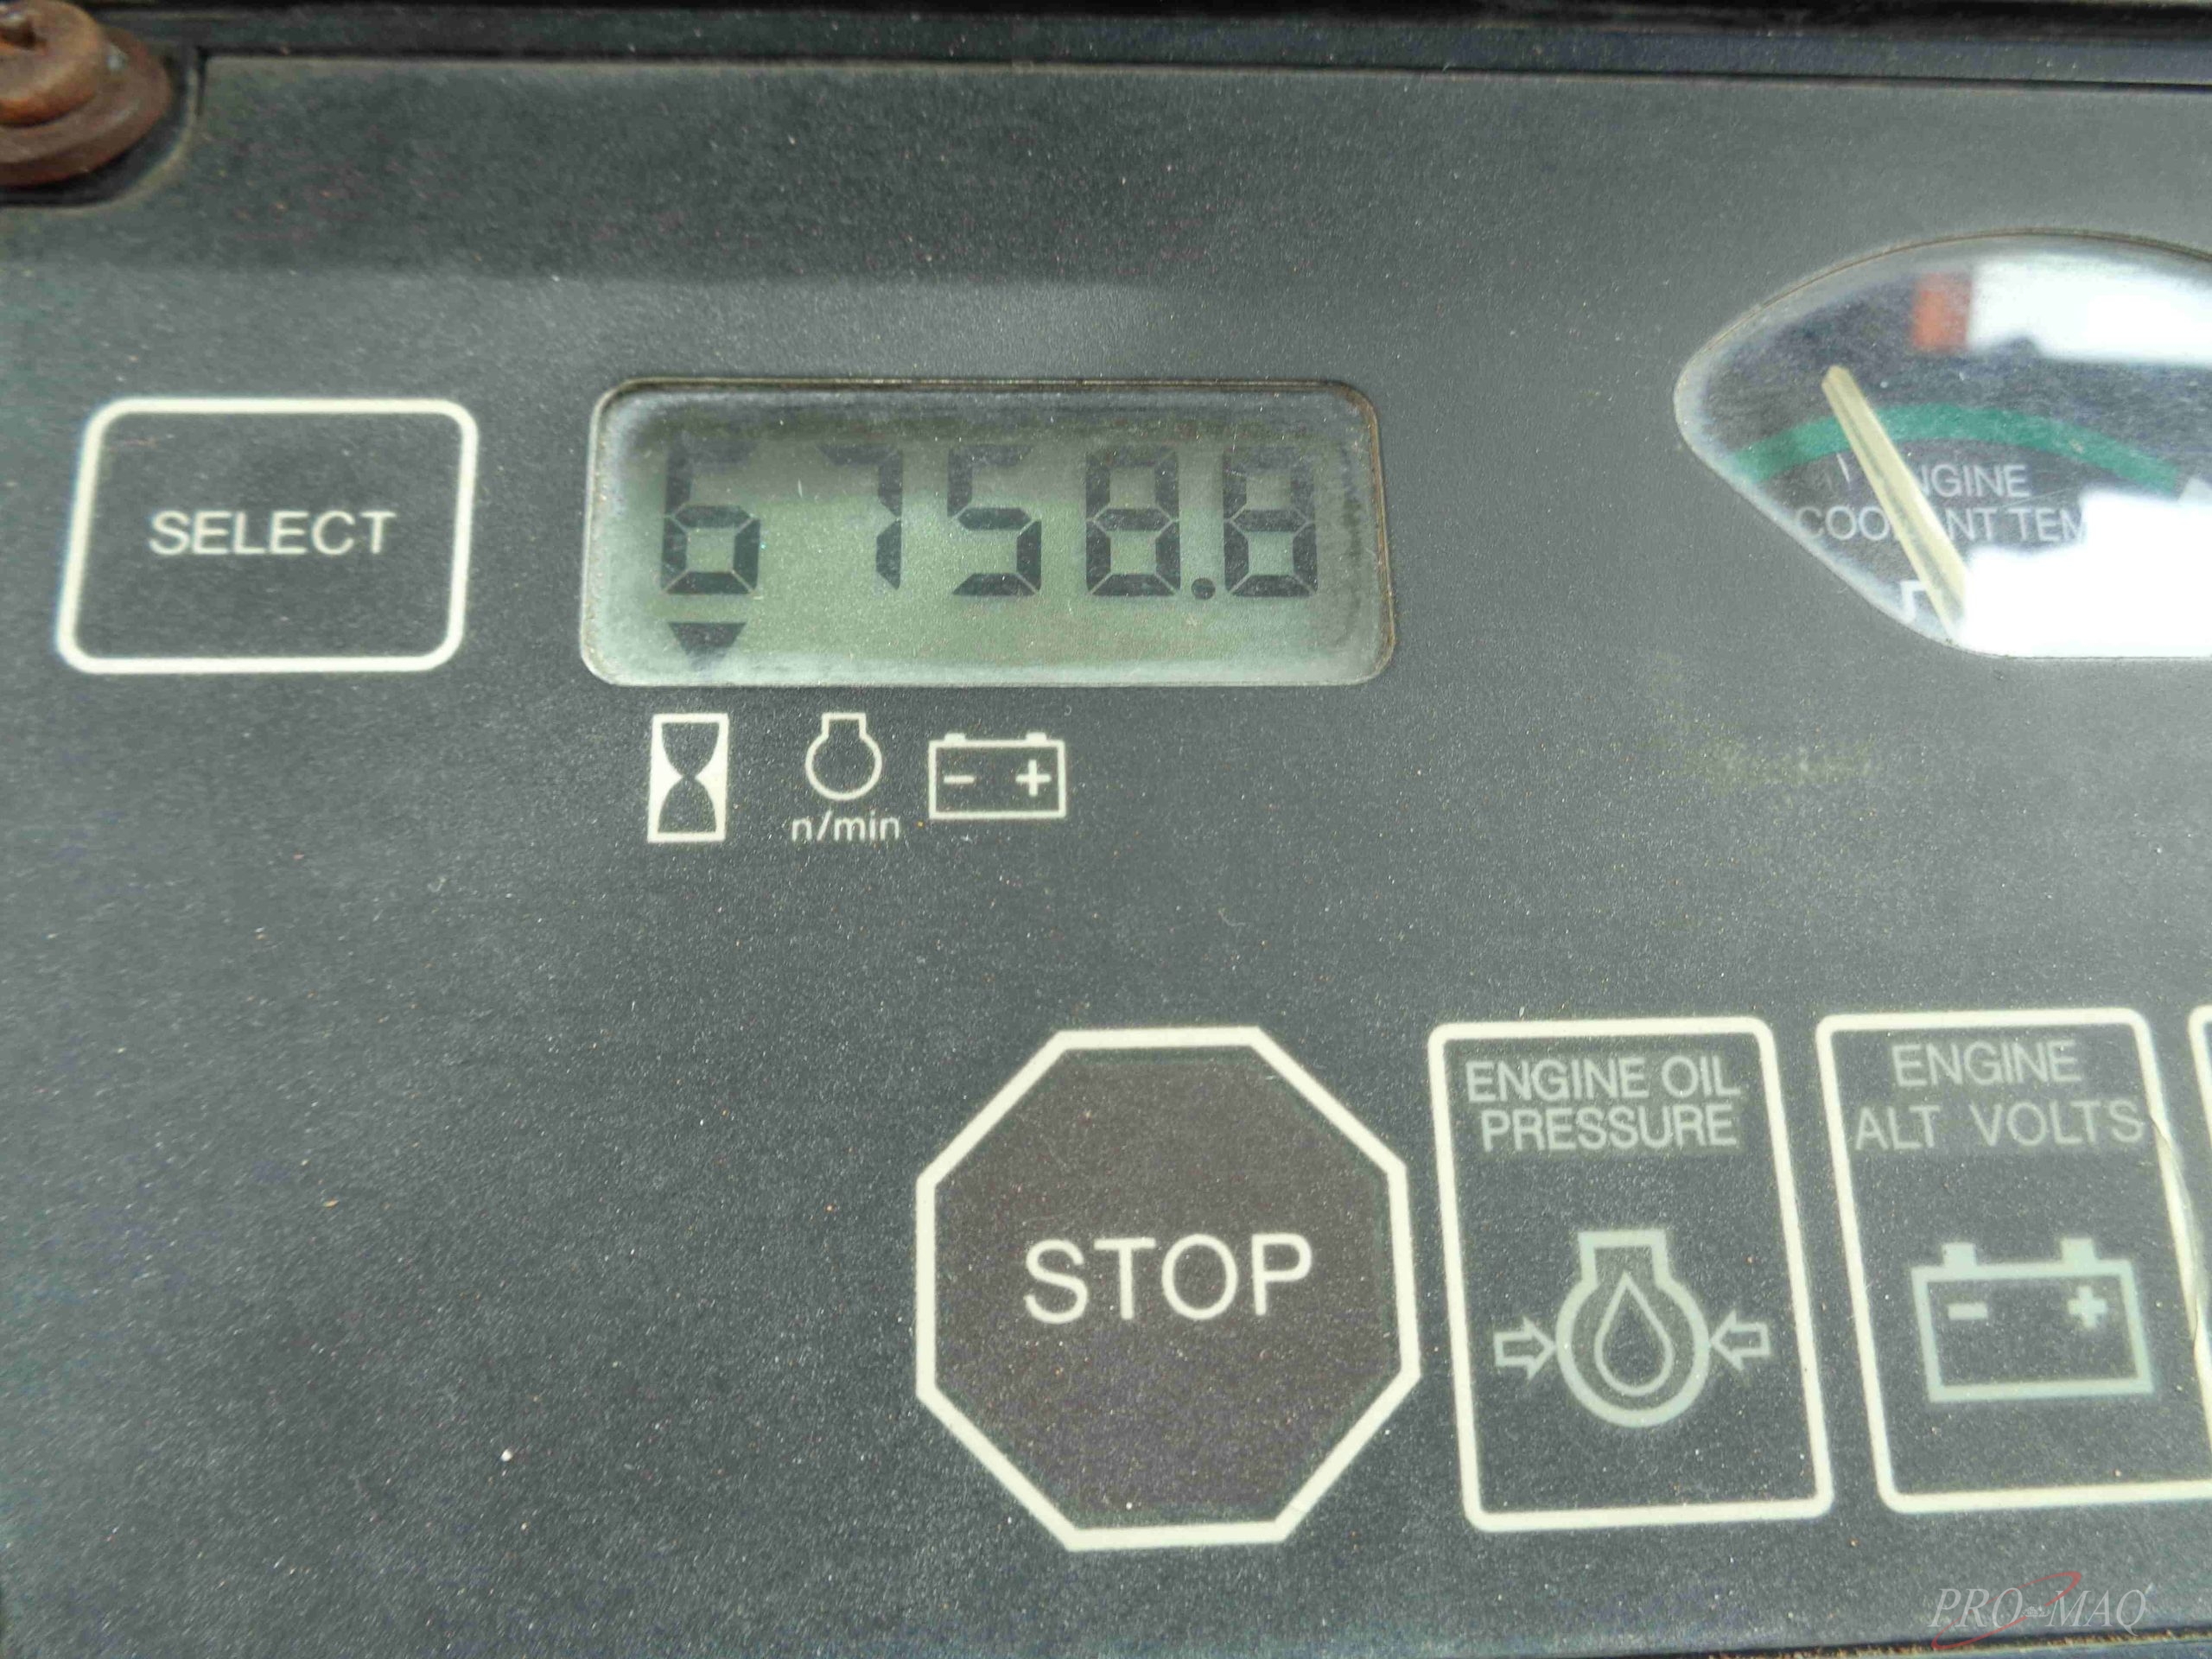 SELECT
6758.8
n/min
ENGINE
COOLANT TEM
STOP
ENGINE OIL
PRESSURE
ENGINE
ALT VOLTS
PRO-MAQ